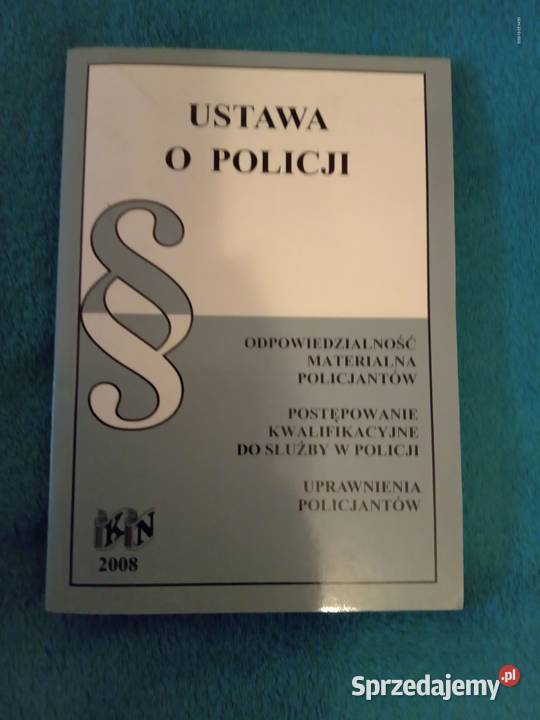 USTAWA
O POLICJI
§
ODPOWIEDZIALNOŚĆ
MATERIALNA
POLICJANTÓW
POSTĘPOWANIE
KWALIFIKACYJNE
DO SŁUŻBY W POLICJI
UPRAWNIENIA
POLICJANTÓW
2008
Sprzedajemy.pl